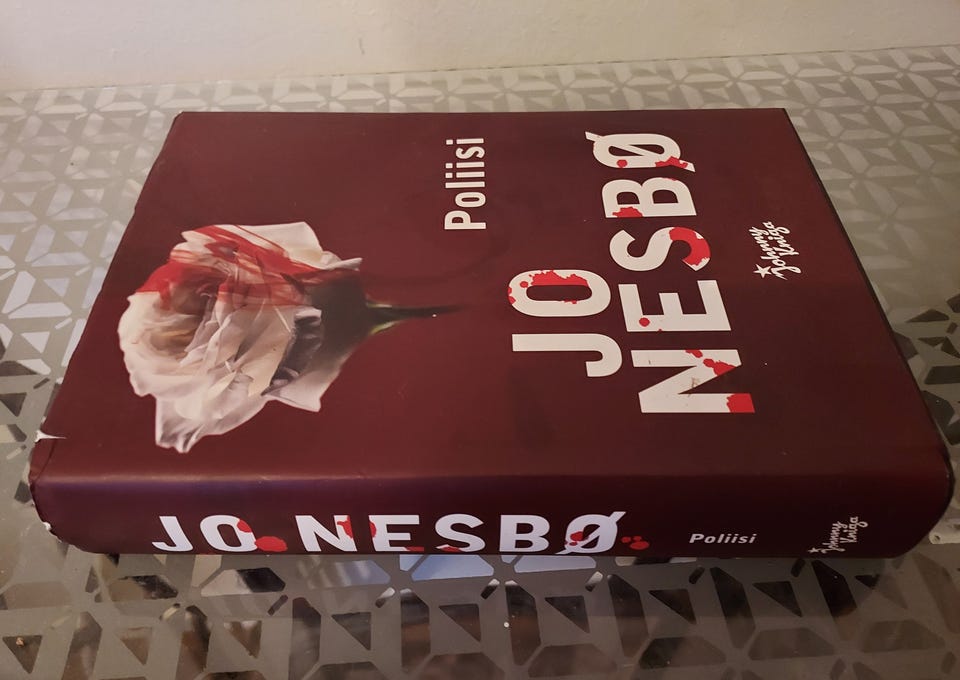 Poliisi
JO
NESBØ
Johnny
Kniga
JO NESBØ
Poliisi
Johnny
Kniga